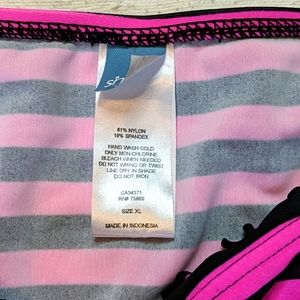 81% NYLON
19% SPANDEX
HAND WASH COLD
ONLY NON-CHLORINE
BLEACH WHEN NEEDED
DO NOT WRING OR TWIST
LINE DRY IN SHADE
DO NOT IRON
CA34371
RN# 75660
SIZE XL
MADE IN INDONESIA